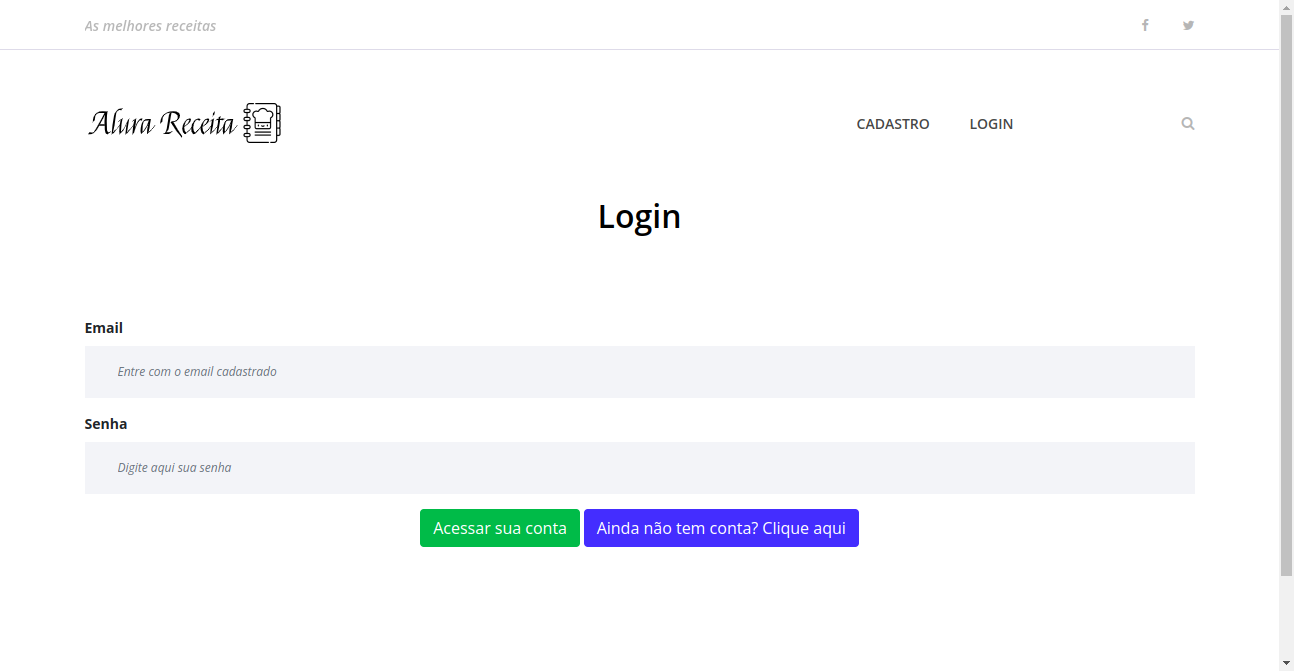 As melhores receitas
Alura Receita
CADASTRO LOGIN
Login
Email
Entre com o email cadastrado
Senha
Digite aqui sua senha
Acessar sua conta Ainda não tem conta? Clique aqui